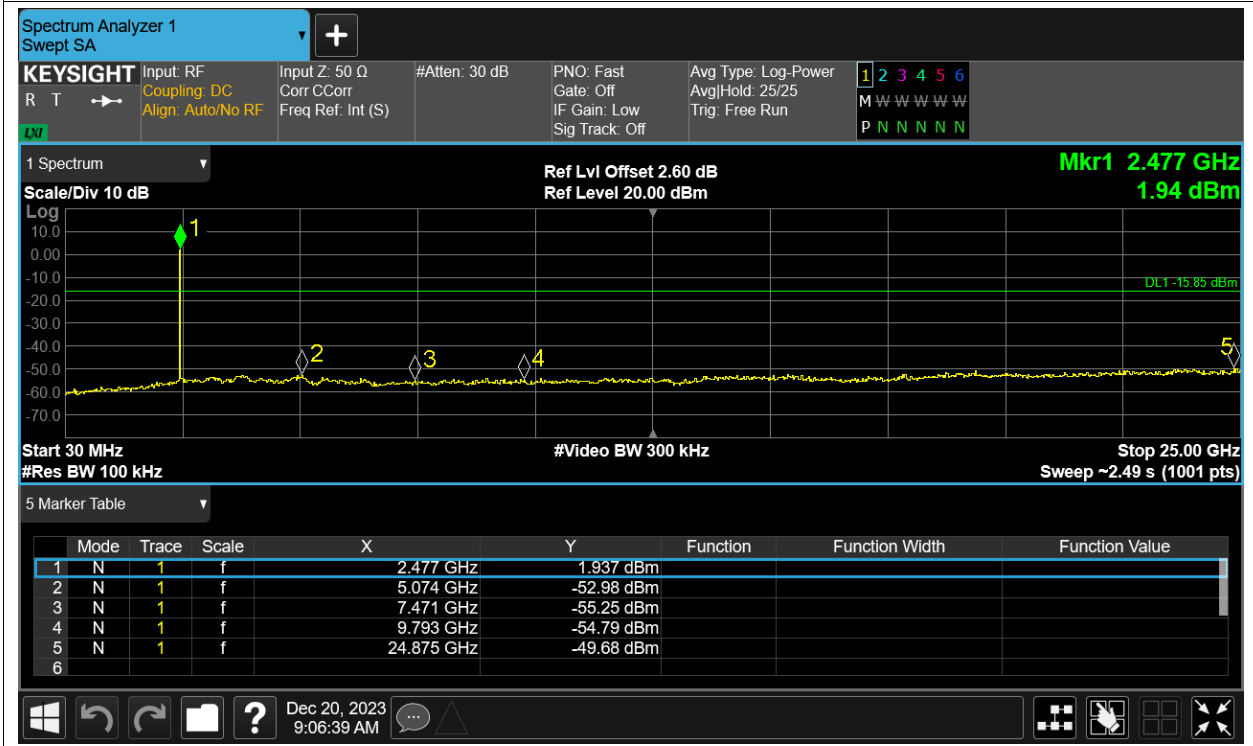 Spectrum Analyzer 1
Swept SA
KEYSIGHT
R T
LXI
Input: RF
Coupling: DC
Align: Auto/No RF
Input Z: 50 Ω
Corr CCorr
Freq Ref: Int (S)
#Atten: 30 dB
PNO: Fast
Gate: Off
IF Gain: Low
Sig Track: Off
Avg Type: Log-Power
Avg|Hold: 25/25
Trig: Free Run
1 2 3 4 5 6
M W W W W W
P N N N N N
1 Spectrum
Scale/Div 10 dB
Ref Lvl Offset 2.60 dB
Ref Level 20.00 dBm
Mkr1 2.477 GHz
1.94 dBm
Log
10.0
0.00
-10.0
-20.0
-30.0
-40.0
-50.0
-60.0
-70.0
1
2
3
4
5
DL1 -15.85 dBm
Start 30 MHz
#Res BW 100 kHz
#Video BW 300 kHz
Stop 25.00 GHz
Sweep ~2.49 s (1001 pts)
5 Marker Table
Mode Trace Scale X Y Function Function Width Function Value
1 N 1 f 2.477 GHz 1.937 dBm
2 N 1 f 5.074 GHz -52.98 dBm
3 N 1 f 7.471 GHz -55.25 dBm
4 N 1 f 9.793 GHz -54.79 dBm
5 N 1 f 24.875 GHz -49.68 dBm
6
?
Dec 20, 2023
9:06:39 AM